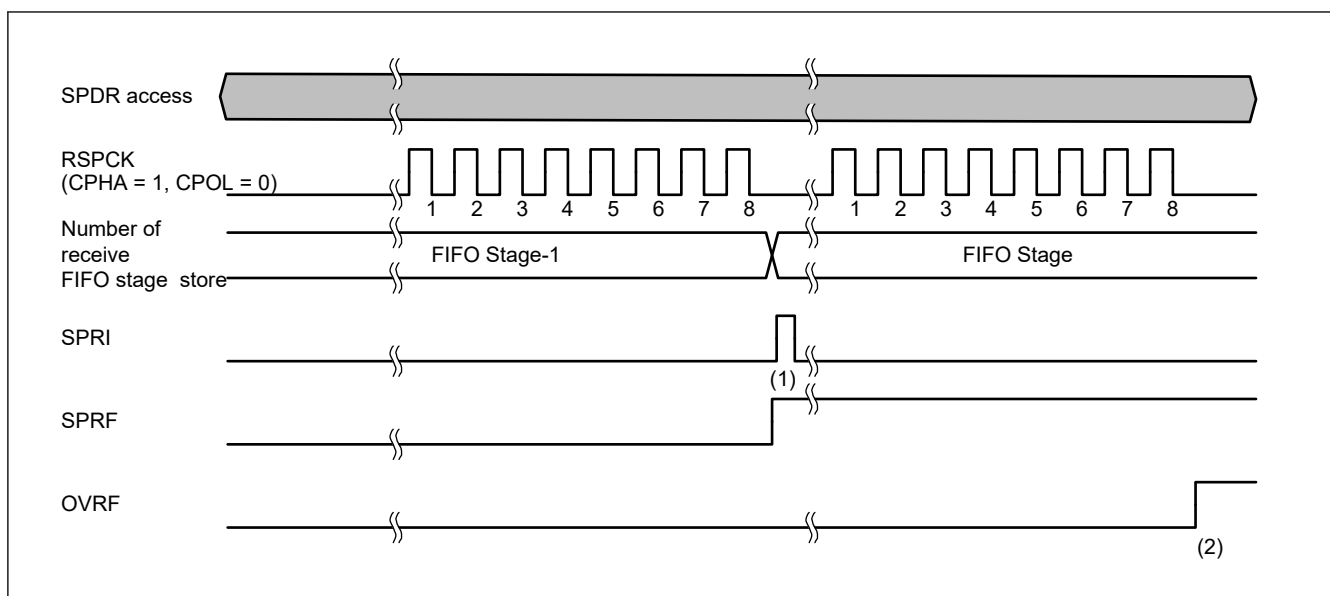 SPDR access
RSPCK
(CPHA = 1, CPOL = 0)
1 2 3 4 5 6 7 8 1 2 3 4 5 6 7 8
Number of
receive
FIFO stage store
FIFO Stage-1 FIFO Stage
SPRI
(1)
SPRF
OVRF
(2)